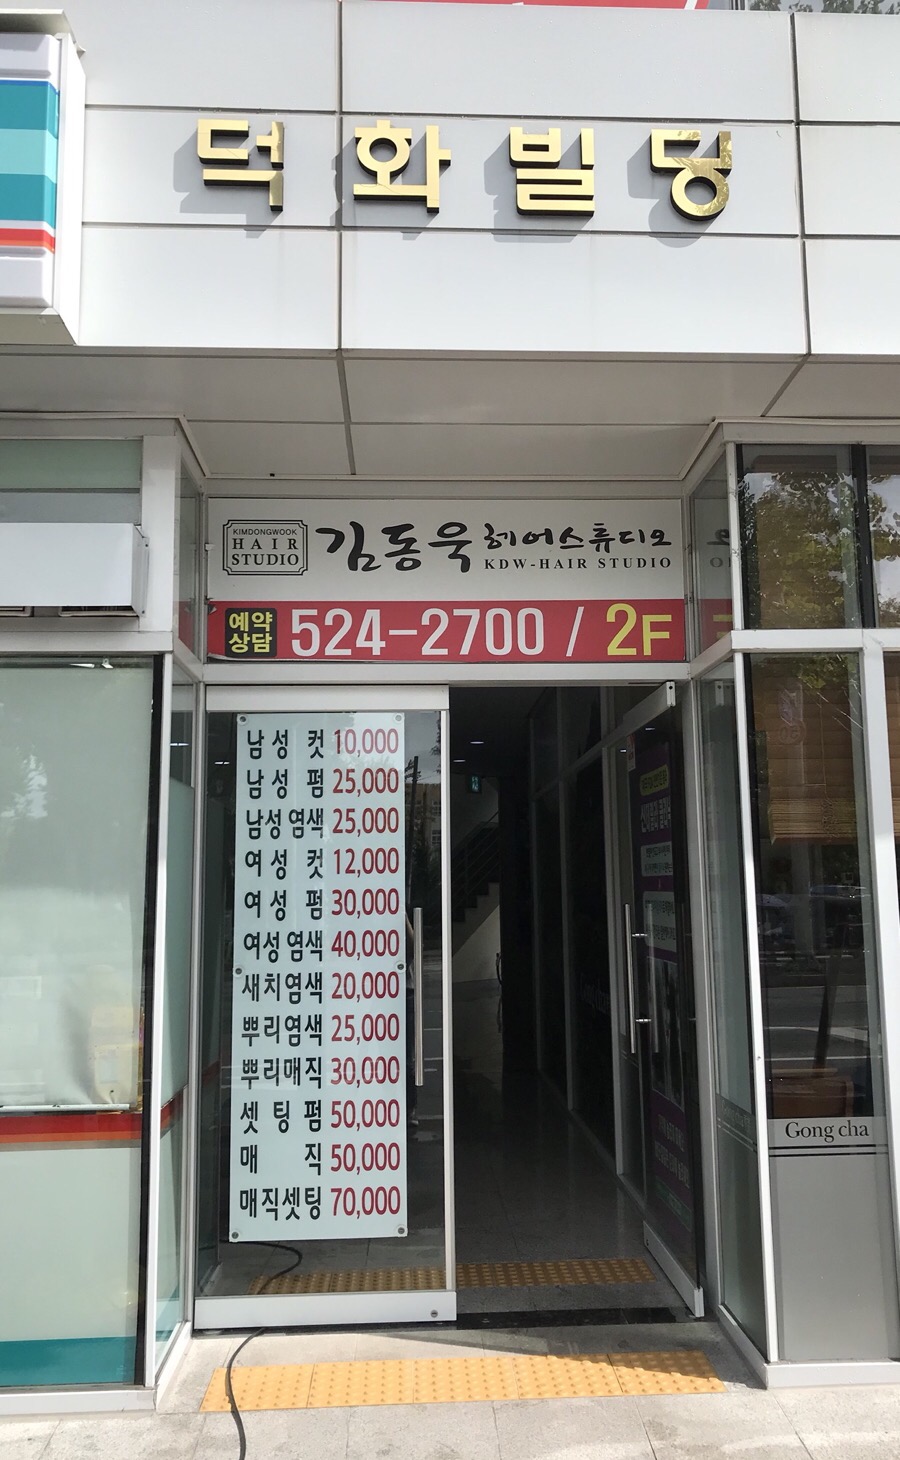 덕화빌딩
KIMDONGWOOK
HAIR
STUDIO
김동욱 헤어스튜디오
KDW-HAIR STUDIO
예약
상담
524-2700 / 2F
남성 컷 10,000
남성 펌 25,000
남성염색 25,000
여성 컷 12,000
여성 펌 30,000
여성염색 40,000
새치염색 20,000
뿌리염색 25,000
뿌리매직 30,000
셋팅펌 50,000
매직 50,000
매직셋팅 70,000
Gong cha